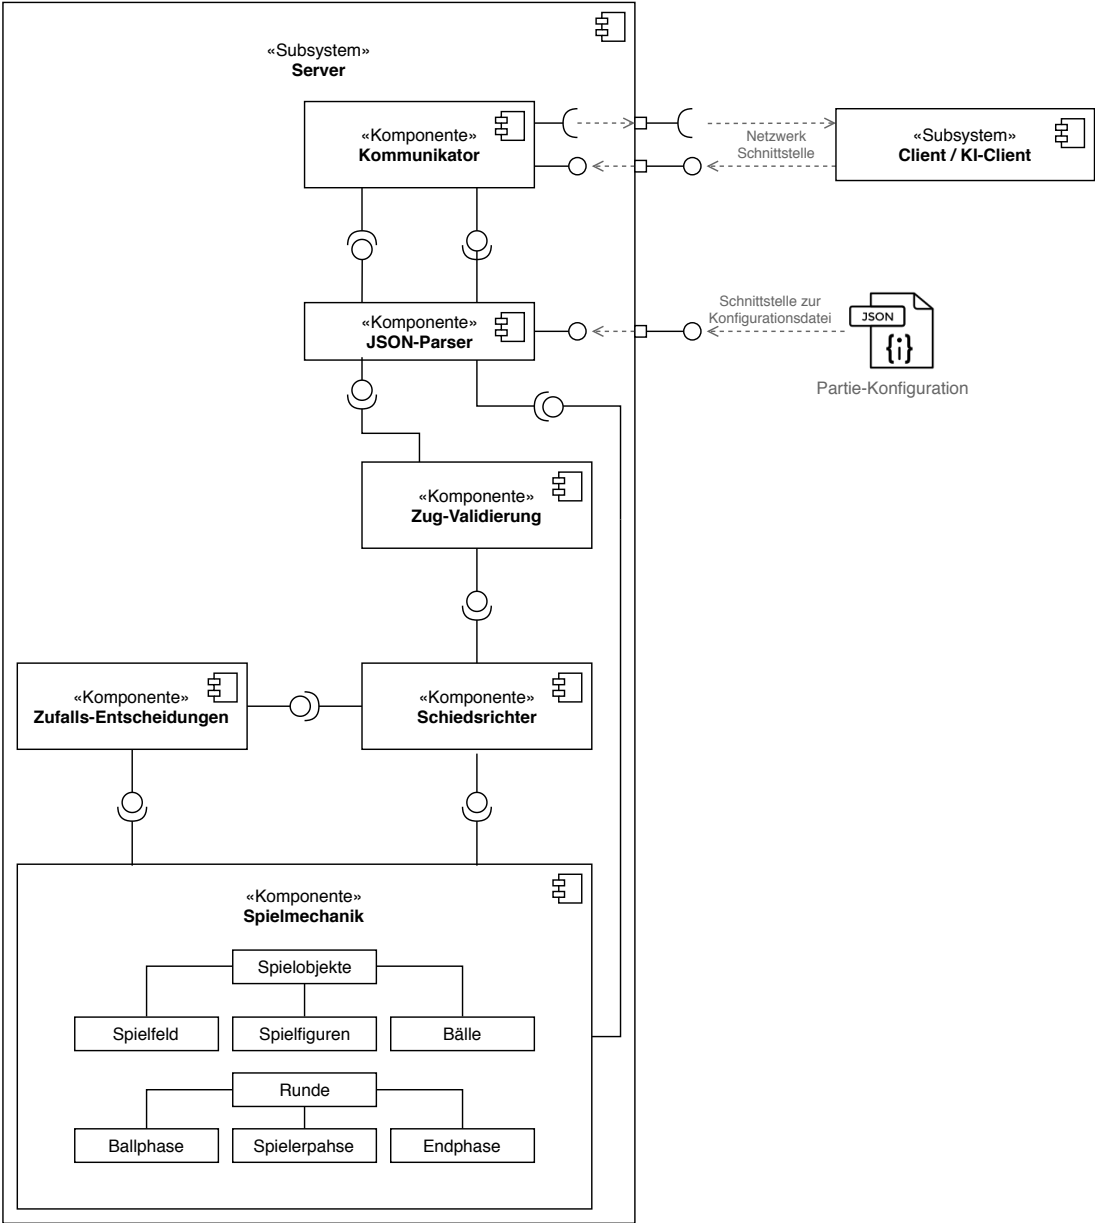 «Subsystem»
Server
«Komponente»
Kommunikator
Netzwerk
Schnittstelle
«Subsystem»
Client / KI-Client
«Komponente»
JSON-Parser
Schnittstelle zur
Konfigurationsdatei
JSON
{i}
Partie-Konfiguration
«Komponente»
Zug-Validierung
«Komponente»
Zufalls-Entscheidungen
«Komponente»
Schiedsrichter
«Komponente»
Spielmechanik
Spielobjekte
Spielfeld
Spielfiguren
Bälle
Runde
Ballphase
Spielerpahse
Endphase